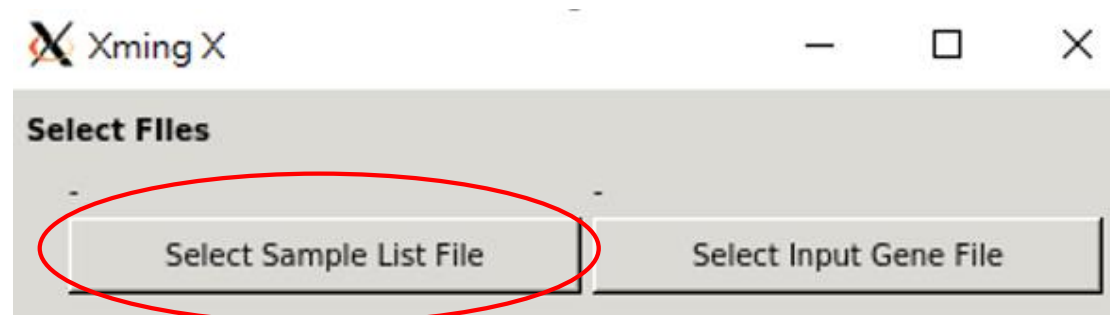 Xming X
Select FIles
- -
Select Sample List File Select Input Gene File